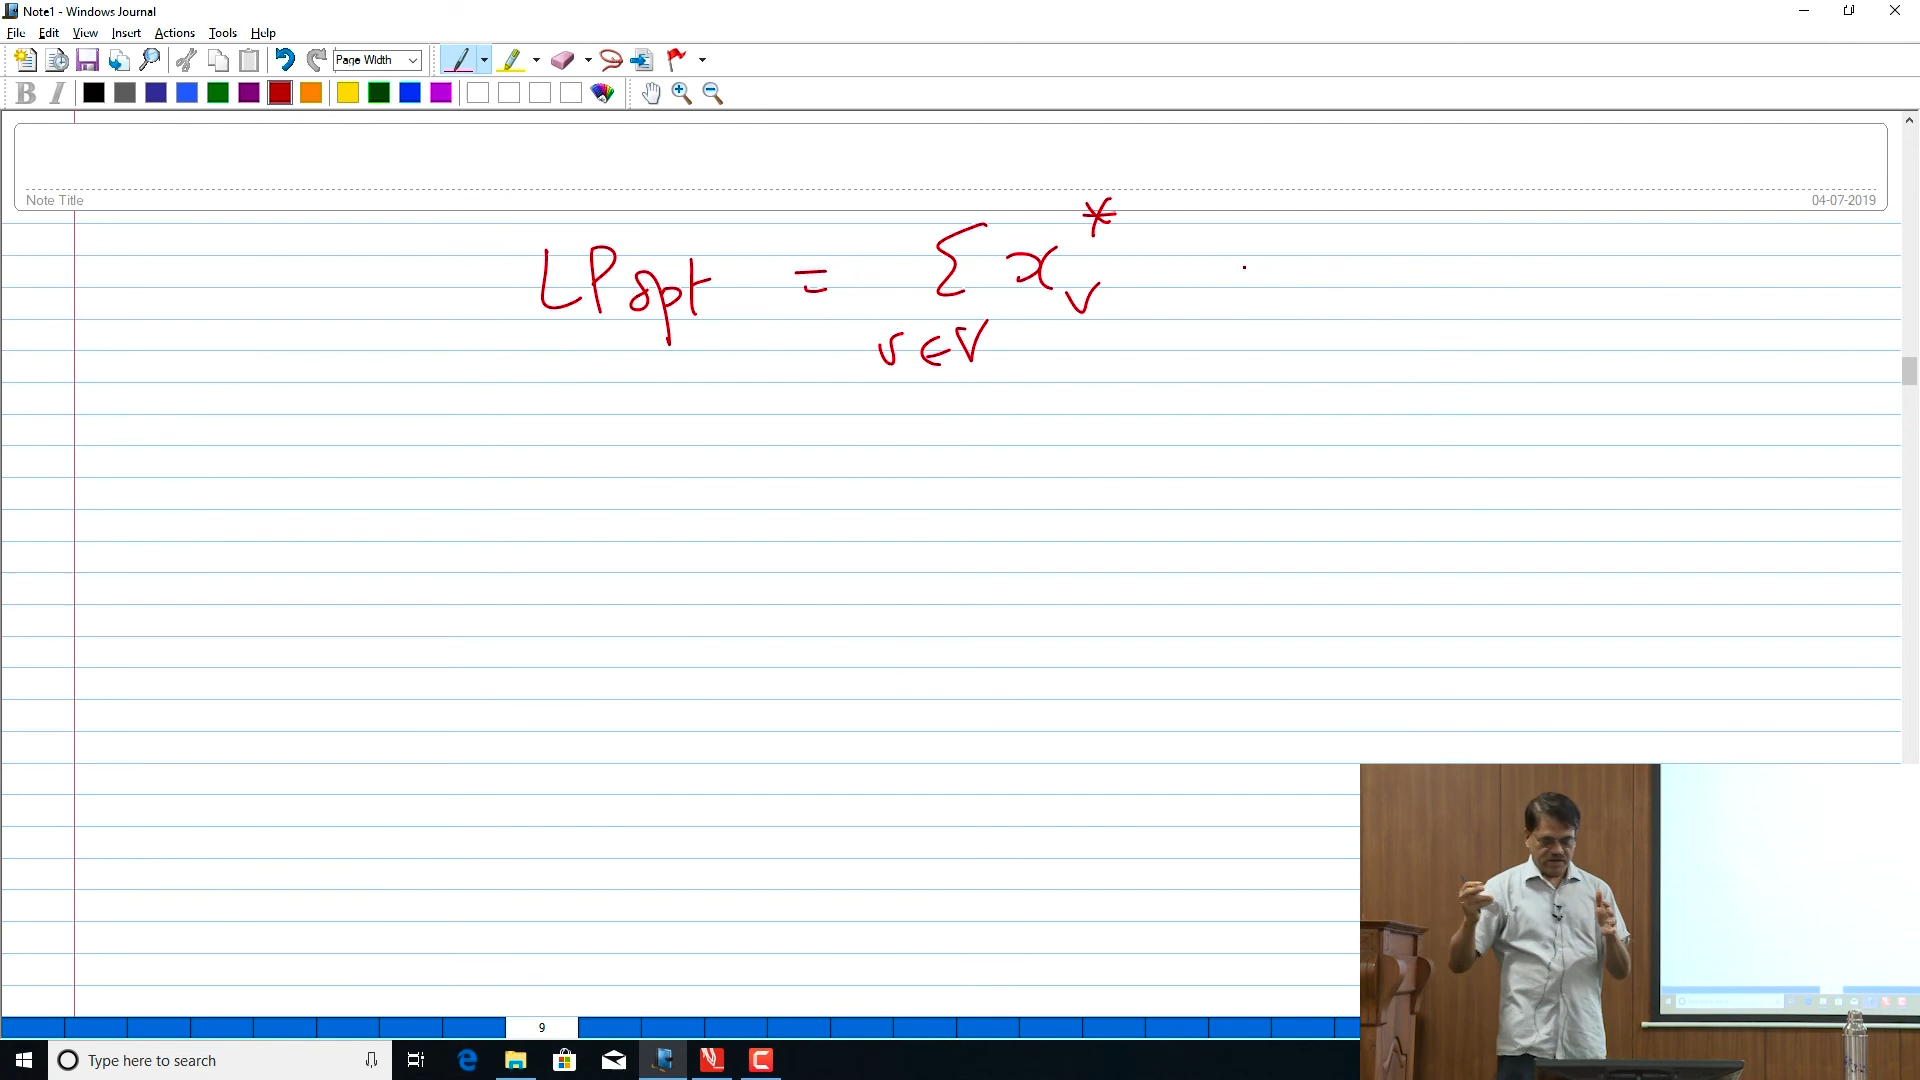 Note1 - Windows Journal
File Edit View Insert Actions Tools Help
Page Width
B I
Note Title
04-07-2019
LPopt = Σ x*v
v∈V
9
Type here to search